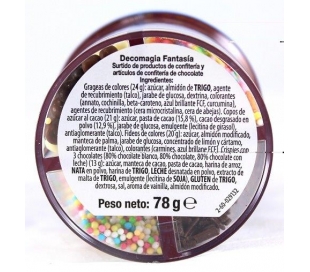 Decomagia Fantasía
Surtido de productos de confitería y
artículos de confitería de chocolate
Ingredientes:
Grageas de colores (24 g): azúcar, almidón de TRIGO, agente
de recubrimiento (talco), jarabe de glucosa, dextrina, colorantes
(annato, cochinilla, beta-caroteno, azul brillante FCF, curcumina),
agentes de recubrimiento (cera microcristalina, cera de abejas). Copos de
azúcar al cacao (21 g): azúcar, pasta de cacao (15,8 %), cacao desgrasado en
polvo (12,9 %), jarabe de glucosa, emulgente (lecitina de girasol),
antiaglomerante (talco). Fideos de colores (20 g): azúcar, almidón modificado,
manteca de palma, jarabe de glucosa, concentrado de limón y cártamo,
antiaglomerante (talco), colorantes (carmines, azul brillante FCF). Crispies con
3 chocolates (80% chocolate blanco, 80% chocolate, 80% chocolate con
leche) (13 g): azúcar, manteca de cacao, pasta de cacao, harina de arroz,
NATA en polvo, harina de TRIGO, LECHE desnatada en polvo, extracto de
malta de TRIGO, emulgente (lecitina de SOJA), GLUTEN de TRIGO,
dextrosa, sal, aroma de vainilla, almidón modificado.
Peso neto: 78 g e